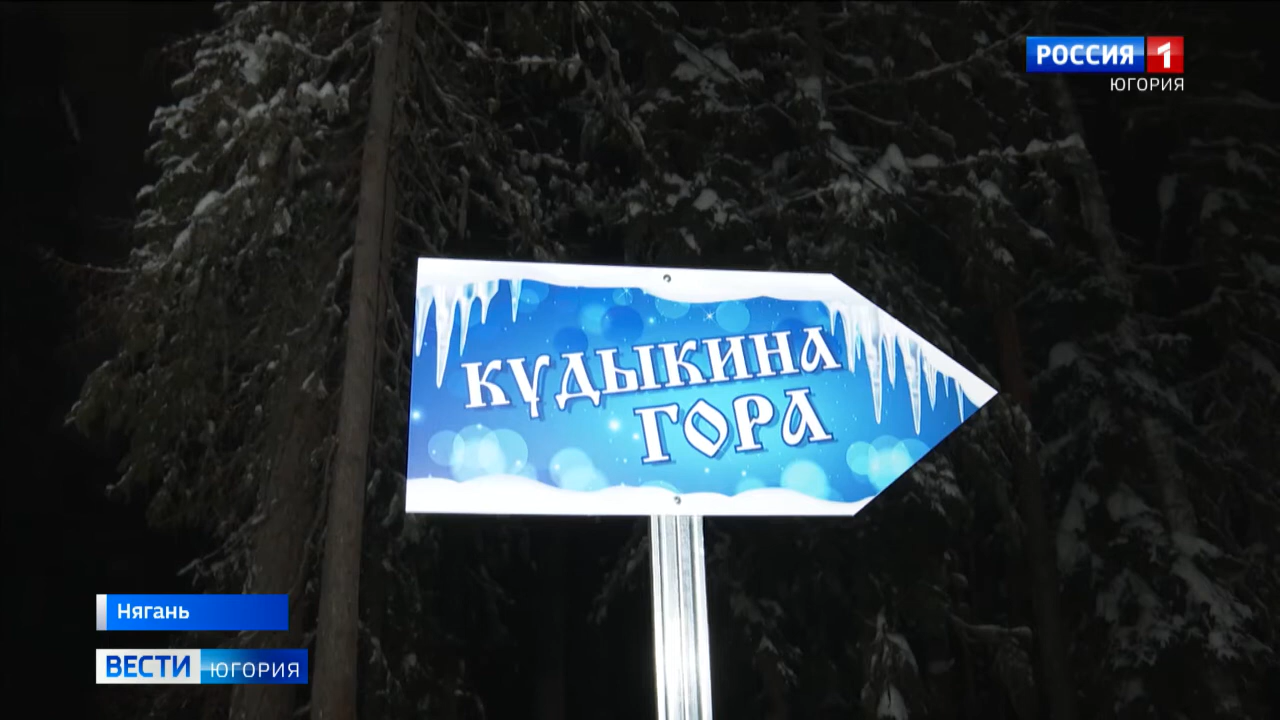 РОССИЯ 1
ЮГОРИЯ
КУДЫКИНА
ГОРА
Нягань
ВЕСТИ ЮГОРИЯ